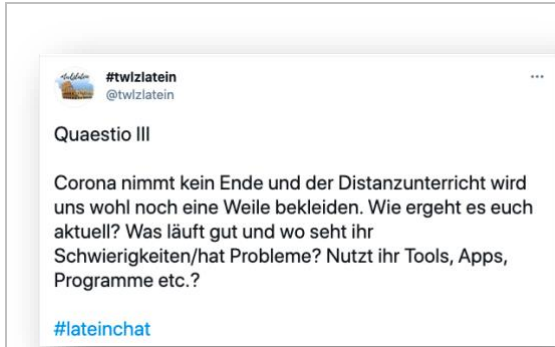 #twlzlatein
@twlzlatein
Quaestio III
Corona nimmt kein Ende und der Distanzunterricht wird
uns wohl noch eine Weile bekleiden. Wie ergeht es euch
aktuell? Was läuft gut und wo seht ihr
Schwierigkeiten/hat Probleme? Nutzt ihr Tools, Apps,
Programme etc.?
#lateinchat